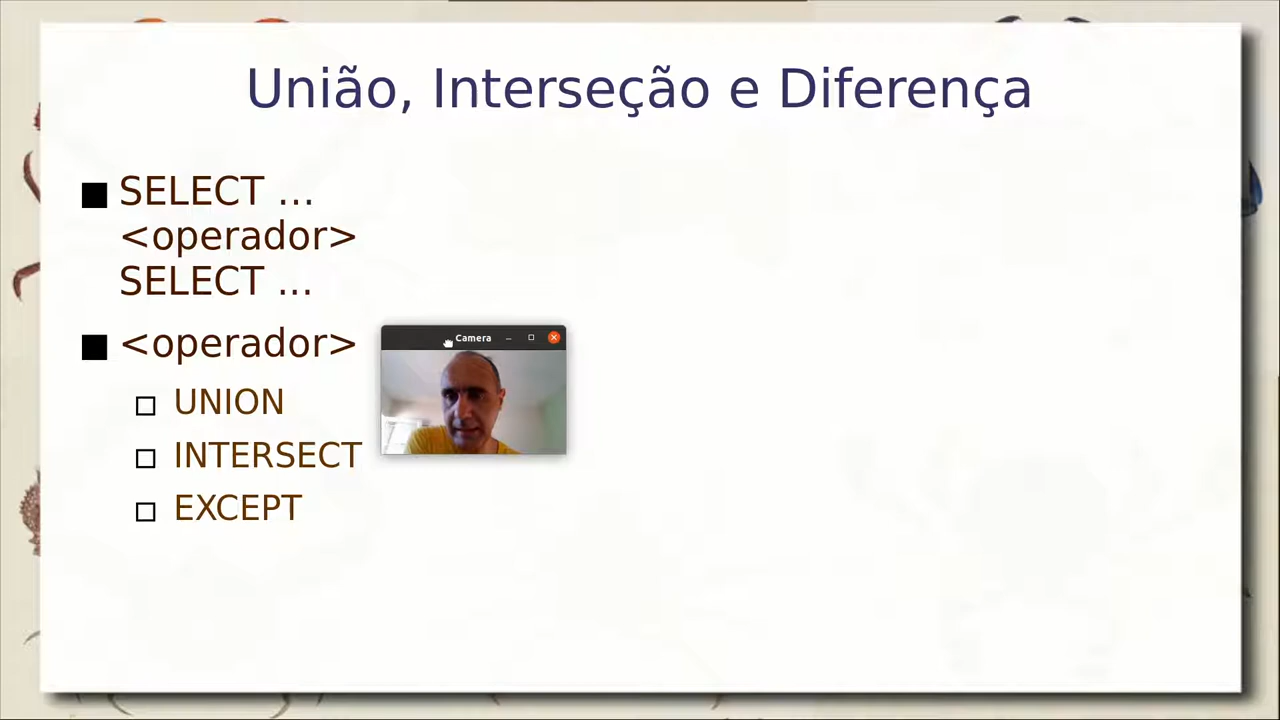 União, Interseção e Diferença
SELECT ...
<operador>
SELECT ...
<operador>
Camera
UNION
INTERSECT
EXCEPT